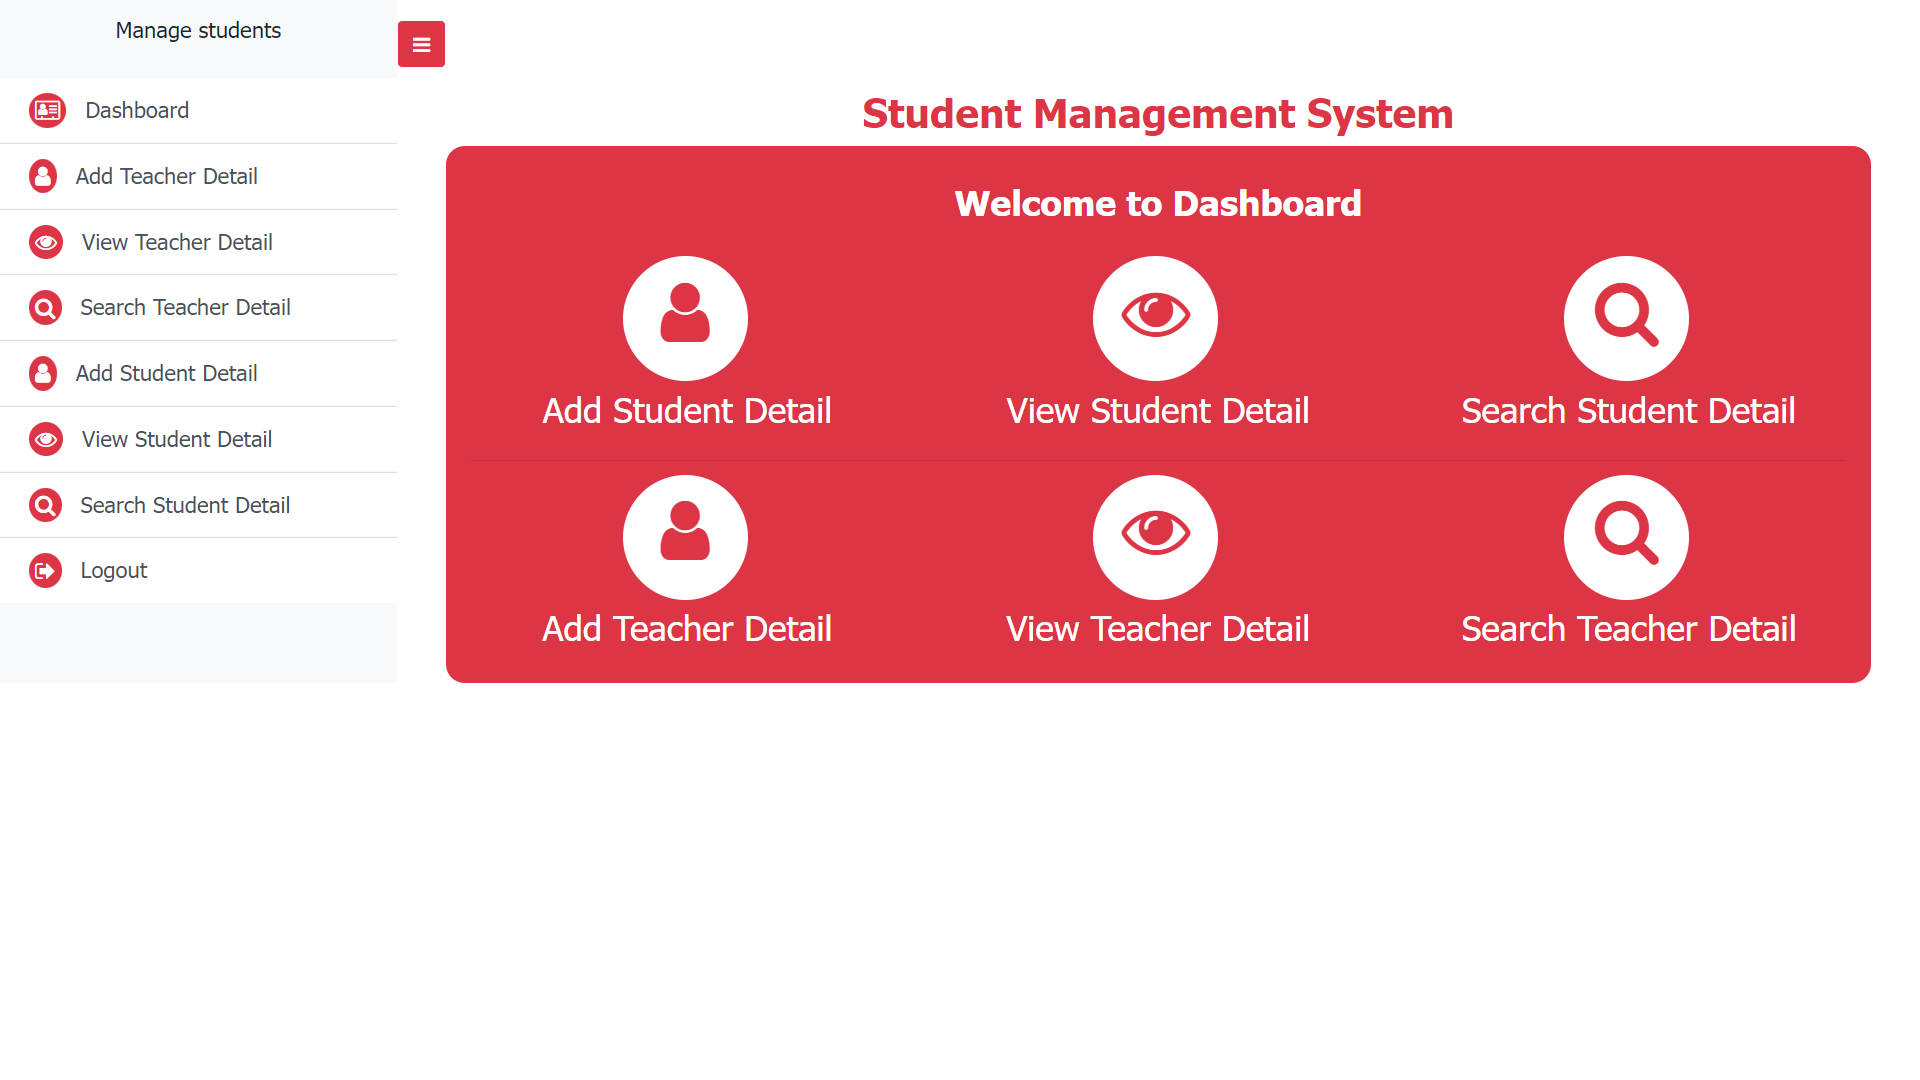 Manage students
Dashboard
Add Teacher Detail
View Teacher Detail
Search Teacher Detail
Add Student Detail
View Student Detail
Search Student Detail
Logout
Student Management System
Welcome to Dashboard
Add Student Detail
View Student Detail
Search Student Detail
Add Teacher Detail
View Teacher Detail
Search Teacher Detail